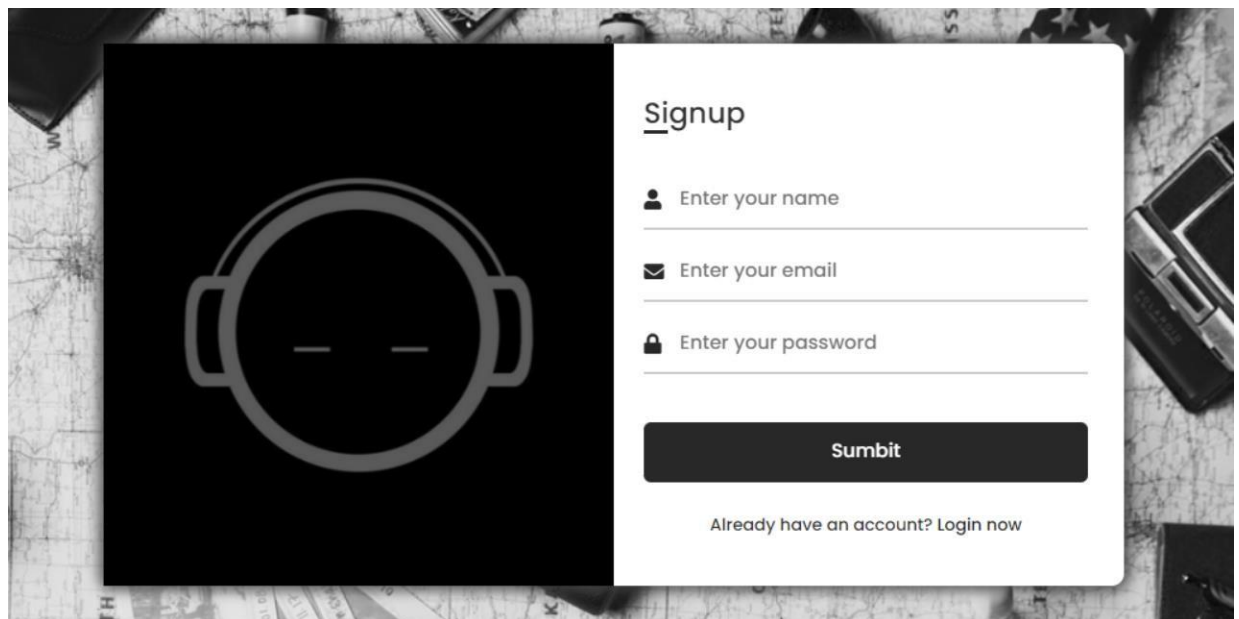 Signup
Enter your name
Enter your email
Enter your password
Sumbit
Already have an account? Login now